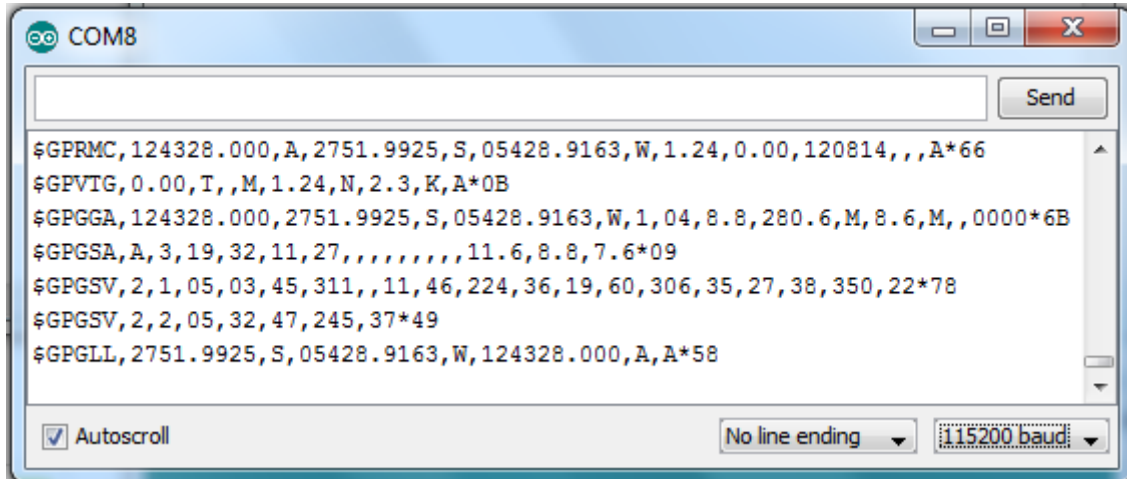 COM8
Send
$GPRMC,124328.000,A,2751.9925,S,05428.9163,W,1.24,0.00,120814,,,A*66
$GPVTG,0.00,T,,M,1.24,N,2.3,K,A*0B
$GPGGA,124328.000,2751.9925,S,05428.9163,W,1,04,8.8,280.6,M,8.6,M,,0000*6B
$GPGSA,A,3,19,32,11,27,,,,,,,,,11.6,8.8,7.6*09
$GPGSV,2,1,05,03,45,311,,11,46,224,36,19,60,306,35,27,38,350,22*78
$GPGSV,2,2,05,32,47,245,37*49
$GPGLL,2751.9925,S,05428.9163,W,124328.000,A,A*58
Autoscroll No line ending 115200 baud